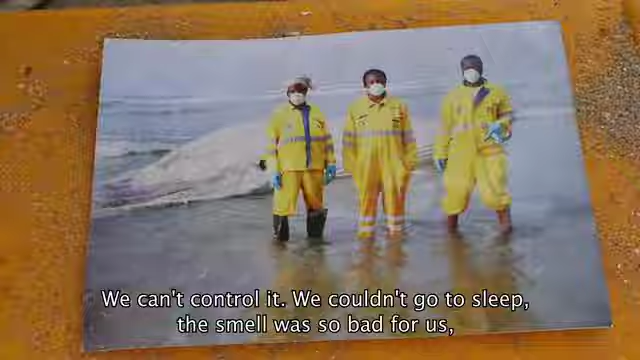 We can't control it. We couldn't go to sleep,
the smell was so bad for us,